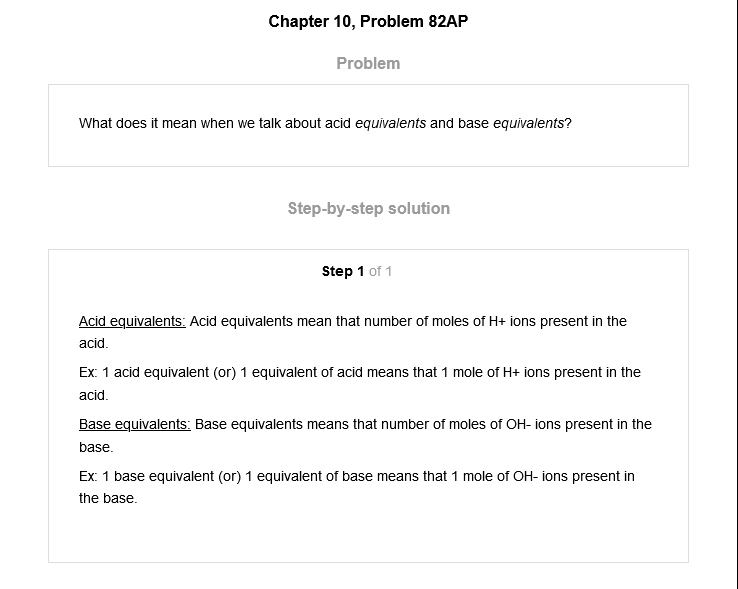 Chapter 10, Problem 82AP
Problem
What does it mean when we talk about acid equivalents and base equivalents?
Step-by-step solution
Step 1 of 1
Acid equivalents: Acid equivalents mean that number of moles of H+ ions present in the
acid.
Ex: 1 acid equivalent (or) 1 equivalent of acid means that 1 mole of H+ ions present in the
acid.
Base equivalents: Base equivalents means that number of moles of OH- ions present in the
base.
Ex: 1 base equivalent (or) 1 equivalent of base means that 1 mole of OH- ions present in
the base.